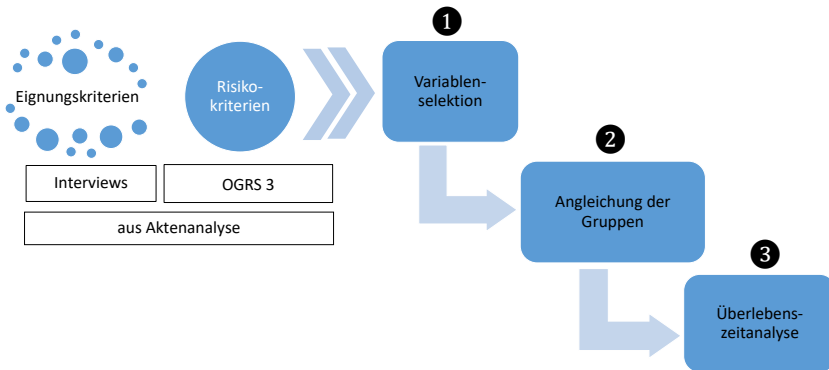 Eignungskriterien
Risiko-
kriterien
Interviews
OGRS 3
aus Aktenanalyse
1
Variablen-
selektion
2
Angleichung der
Gruppen
3
Überlebens-
zeitanalyse